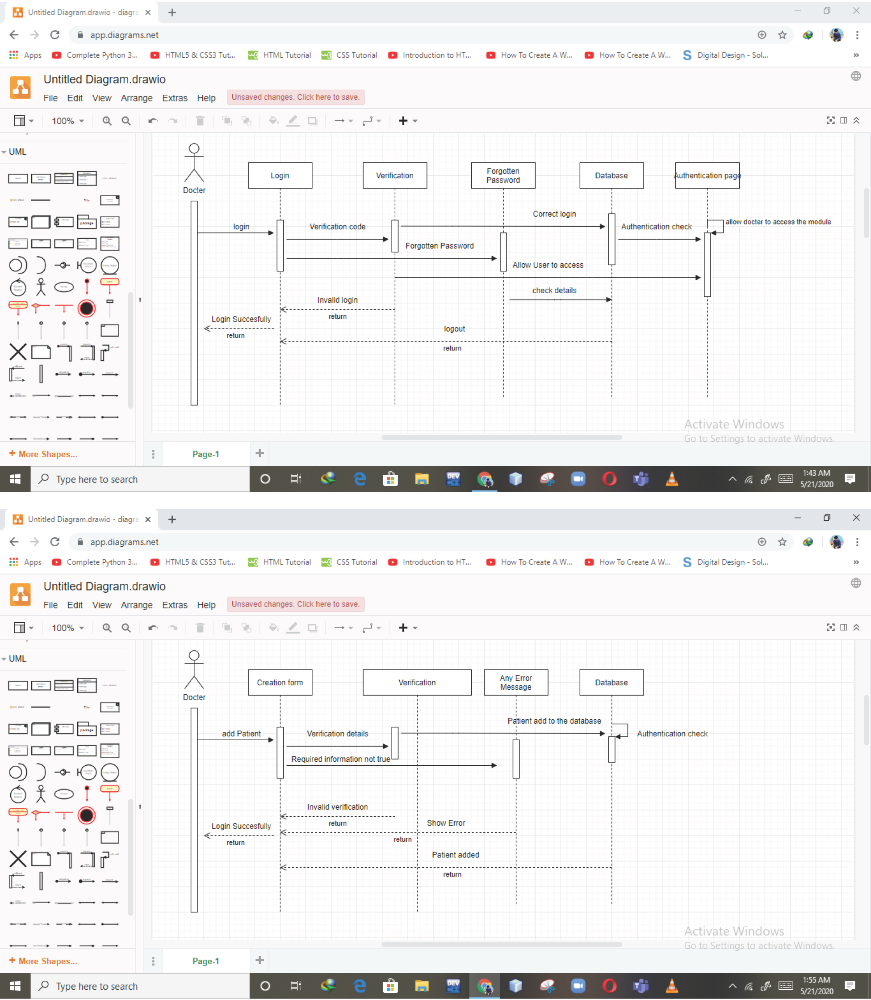 Untitled Diagram.drawio - diagra
app.diagrams.net
Apps Complete Python 3... HTML5 & CSS3 Tut... HTML Tutorial CSS Tutorial Introduction to HT... How To Create A W... How To Create A W... Digital Design - Sol...
Untitled Diagram.drawio
File Edit View Arrange Extras Help Unsaved changes. Click here to save.
100%
UML
package
Docter
Login
Verification
Forgotten
Password
Database
Authentication page
Correct login
login
Verification code
Authentication check
allow docter to access the module
Forgotten Password
Allow User to access
check details
Invalid login
return
Login Succesfully
return
logout
return
Activate Windows
Go to Settings to activate Windows.
+ More Shapes...
Page-1
Type here to search
DEV
1:43 AM
5/21/2020
Untitled Diagram.drawio - diagra
app.diagrams.net
Apps Complete Python 3... HTML5 & CSS3 Tut... HTML Tutorial CSS Tutorial Introduction to HT... How To Create A W... How To Create A W... Digital Design - Sol...
Untitled Diagram.drawio
File Edit View Arrange Extras Help Unsaved changes. Click here to save.
100%
UML
package
Docter
Creation form
Verification
Any Error
Message
Database
Patient add to the database
add Patient
Verification details
Authentication check
Required information not true
Invalid verification
return
Show Error
return
Login Succesfully
return
Patient added
return
Activate Windows
Go to Settings to activate Windows.
+ More Shapes...
Page-1
Type here to search
DEV
1:55 AM
5/21/2020